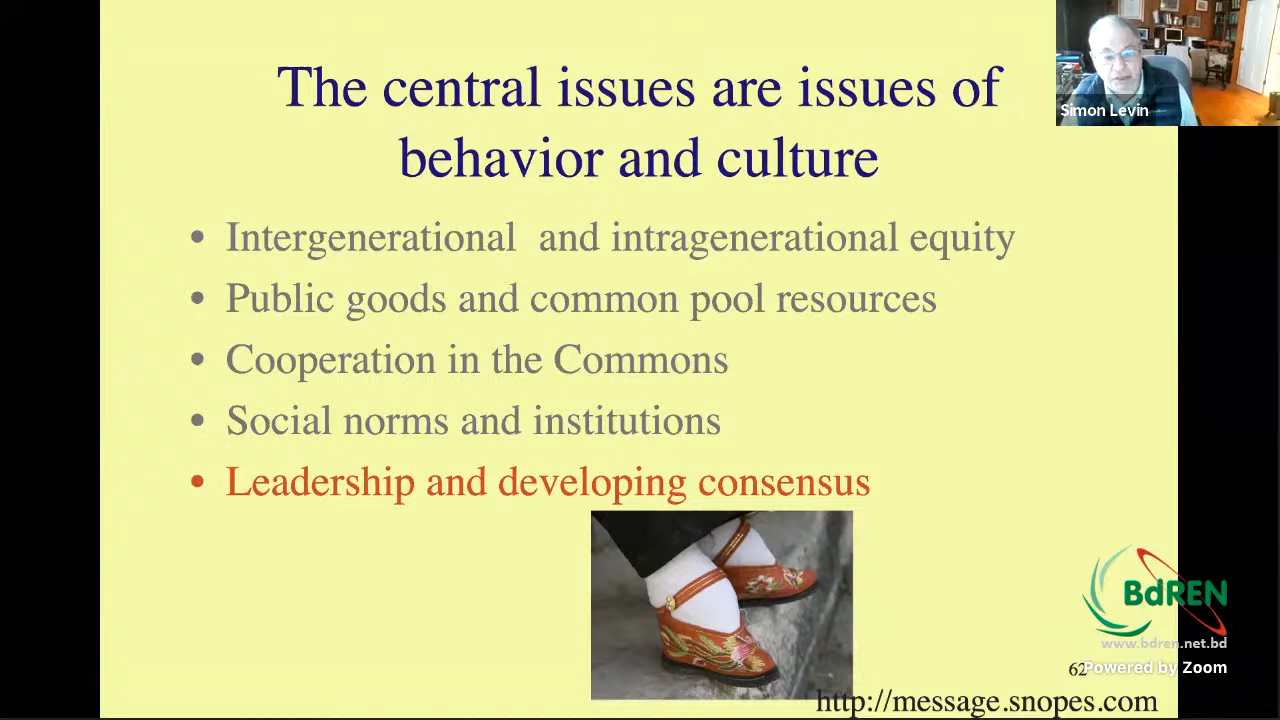 The central issues are issues of
behavior and culture
Simon Levin
• Intergenerational and intragenerational equity
• Public goods and common pool resources
• Cooperation in the Commons
• Social norms and institutions
• Leadership and developing consensus
BdREN
www.bdren.net.bd
62
Powered by Zoom
http://message.snopes.com